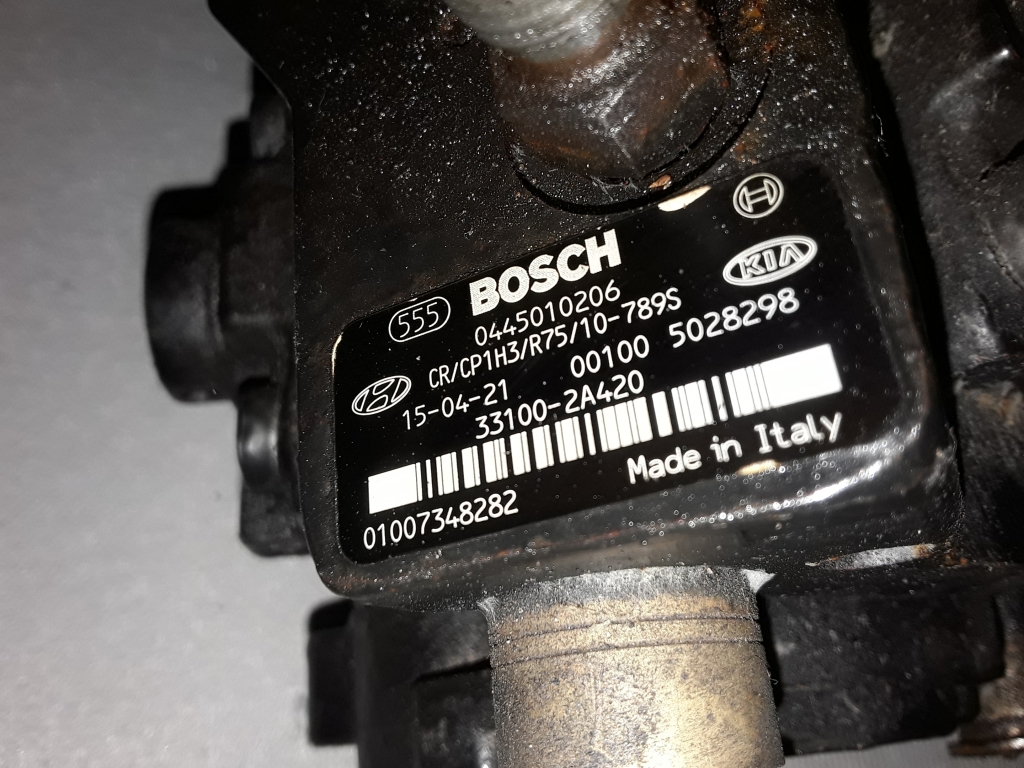 555 BOSCH
0445010206
KIA
CR/CP1H3/R75/10-789S
15-04-21 00100 5028298
33100-2A420
Made in Italy
01007348282